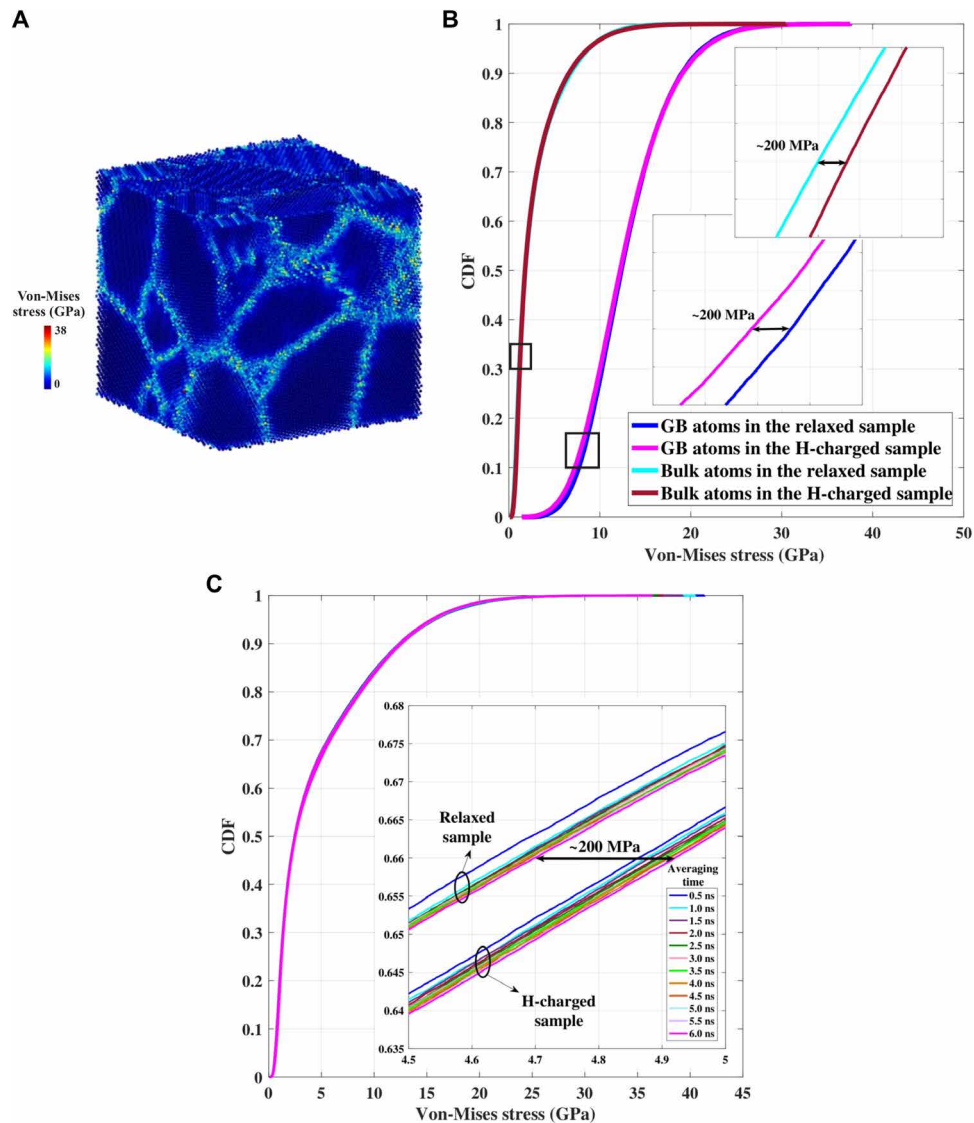 A
Von-Mises
stress (GPa)
38
0
B
1
0.9
0.8
0.7
0.6
0.5
0.4
0.3
0.2
0.1
0
CDF
~200 MPa
~200 MPa
GB atoms in the relaxed sample
GB atoms in the H-charged sample
Bulk atoms in the relaxed sample
Bulk atoms in the H-charged sample
0 10 20 30 40 50
Von-Mises stress (GPa)
C
1
0.9
0.8
0.7
0.6
0.5
0.4
0.3
0.2
0.1
0
CDF
0.68
0.675
0.67
0.665
0.66
0.655
0.65
0.645
0.64
0.635
Relaxed
sample
~200 MPa
H-charged
sample
Averaging
time
0.5 ns
1.0 ns
1.5 ns
2.0 ns
2.5 ns
3.0 ns
3.5 ns
4.0 ns
4.5 ns
5.0 ns
5.5 ns
6.0 ns
4.5 4.6 4.7 4.8 4.9 5
0 5 10 15 20 25 30 35 40 45
Von-Mises stress (GPa)